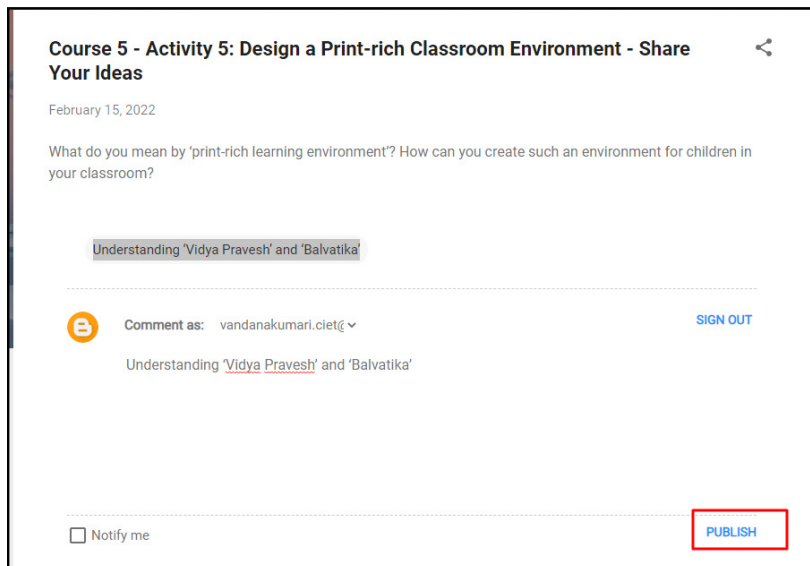 Course 5 - Activity 5: Design a Print-rich Classroom Environment - Share
Your Ideas
February 15, 2022
What do you mean by ‘print-rich learning environment’? How can you create such an environment for children in
your classroom?
Understanding ‘Vidya Pravesh’ and ‘Balvatika’
Comment as: vandanakumari.ciet@
SIGN OUT
Understanding ‘Vidya Pravesh’ and ‘Balvatika’
Notify me
PUBLISH